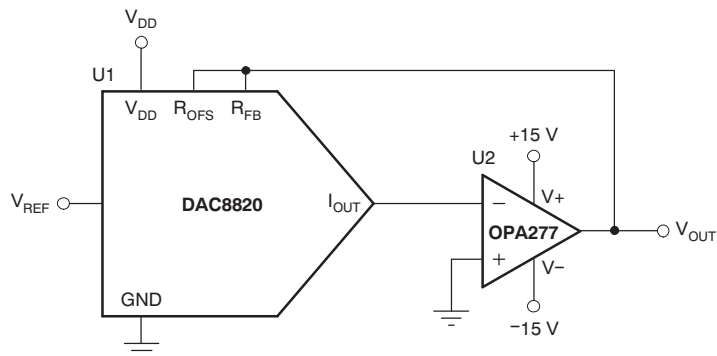 V_DD
U1
V_DD R_OFS R_FB
V_REF
DAC8820
I_OUT
GND
U2
+15 V
V+
−
OPA277
+
V−
−15 V
V_OUT